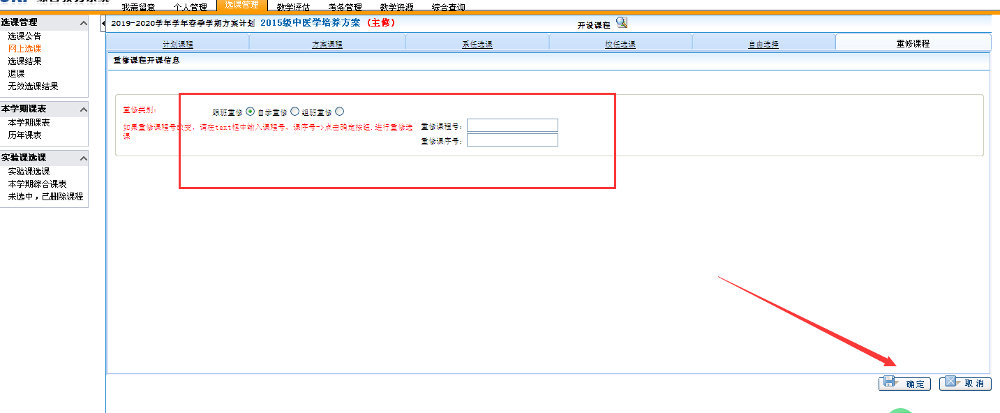 我需留意 个人管理 选课管理 教学评估 考务管理 教学资源 综合查询
选课管理
选课公告
网上选课
选课结果
退课
无效选课结果
本学期课表
本学期课表
历年课表
实验课选课
实验课选课
本学期综合课表
未选中，已删除课程
2019-2020学年学年春季学期方案计划 2015级中医学培养方案 (主修) 开设课程
计划课程 方案课程 系任选课 校任选课 自由选择 重修课程
重修课程开课信息
重修类别: 跟班重修 自学重修 组班重修
如果重修课程号改变，请在text框中输入课程号、课序号->点击确定按钮.进行重修选
课
重修课程号:
重修课序号:
确定 取消